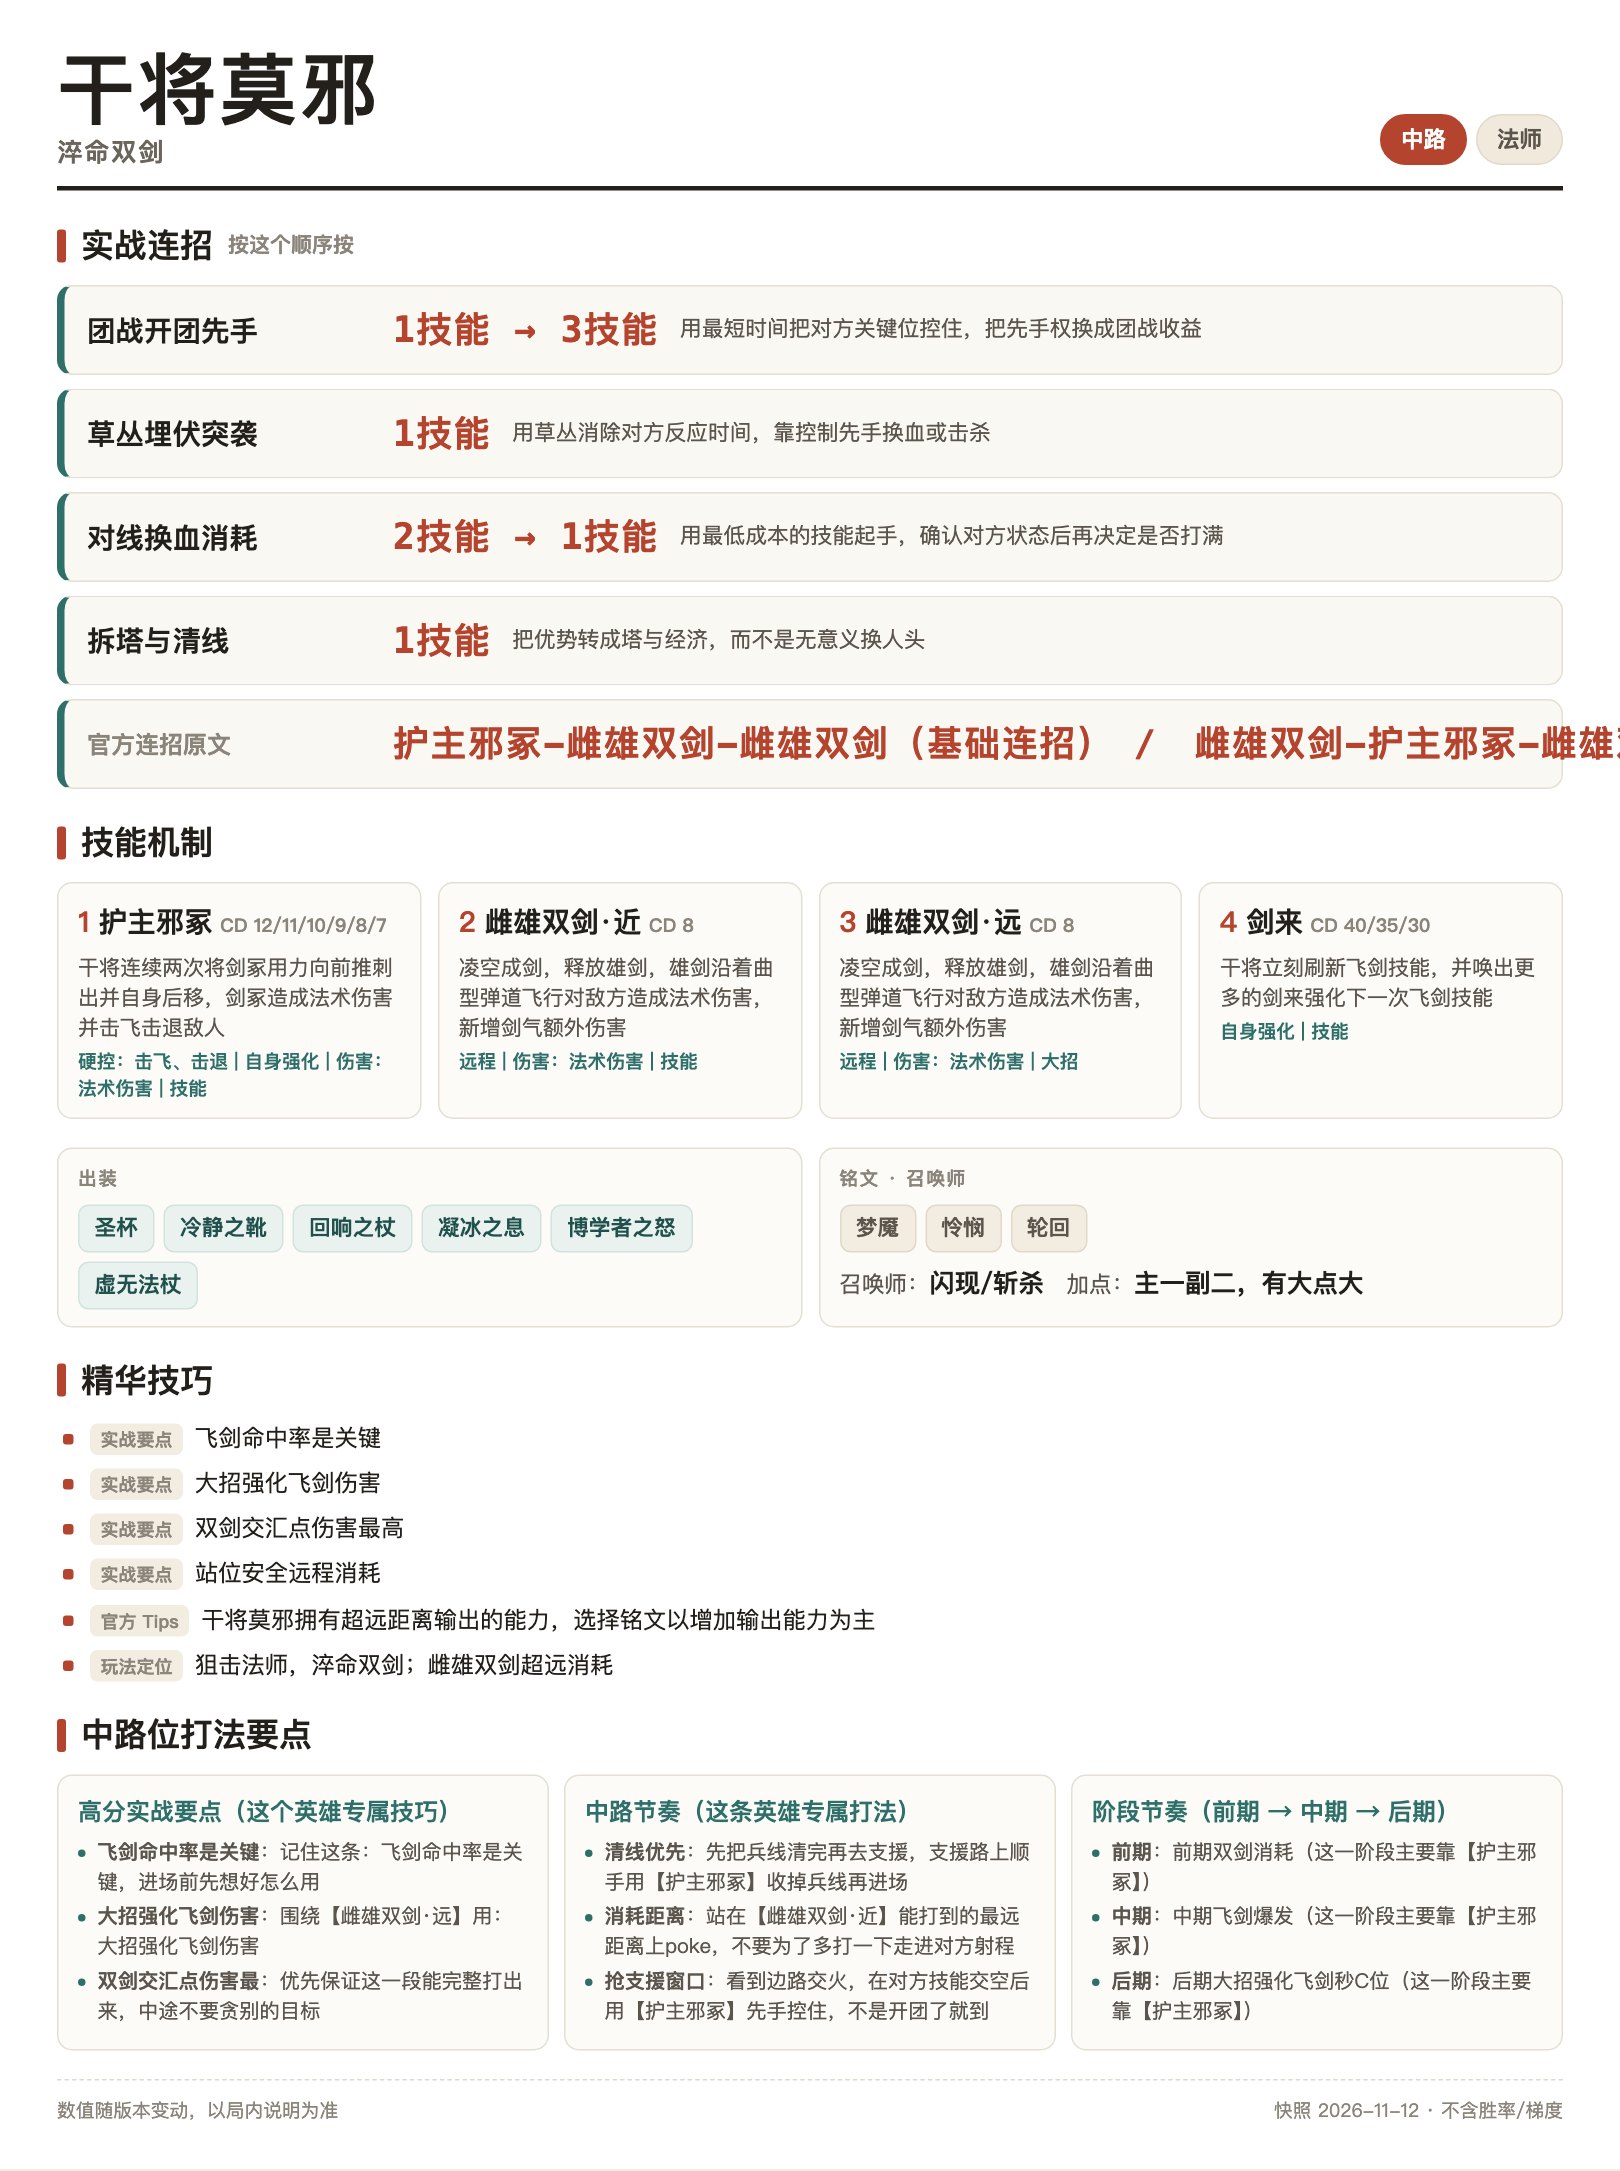 干将莫邪
淬命双剑
中路 法师
实战连招 按这个顺序按
团战开团先手 1技能 → 3技能 用最短时间把对方关键位控住，把先手权换成团战收益
草丛埋伏突袭 1技能 用草丛消除对方反应时间，靠控制先手换血或击杀
对线换血消耗 2技能 → 1技能 用最低成本的技能起手，确认对方状态后再决定是否打满
拆塔与清线 1技能 把优势转成塔与经济，而不是无意义换人头
官方连招原文 护主邪冢–雌雄双剑–雌雄双剑（基础连招） / 雌雄双剑–护主邪冢–雌雄
技能机制
1 护主邪冢 CD 12/11/10/9/8/7
干将连续两次将剑冢用力向前推刺
出并自身后移，剑冢造成法术伤害
并击飞击退敌人
硬控：击飞、击退 | 自身强化 | 伤害：
法术伤害 | 技能
2 雌雄双剑·近 CD 8
凌空成剑，释放雄剑，雄剑沿着曲
型弹道飞行对敌方造成法术伤害，
新增剑气额外伤害
远程 | 伤害：法术伤害 | 技能
3 雌雄双剑·远 CD 8
凌空成剑，释放雄剑，雄剑沿着曲
型弹道飞行对敌方造成法术伤害，
新增剑气额外伤害
远程 | 伤害：法术伤害 | 大招
4 剑来 CD 40/35/30
干将立刻刷新飞剑技能，并唤出更
多的剑来强化下一次飞剑技能
自身强化 | 技能
出装
圣杯 冷静之靴 回响之杖 凝冰之息 博学者之怒
虚无法杖
铭文 · 召唤师
梦魇 怜悯 轮回
召唤师：闪现/斩杀 加点：主一副二，有大点大
精华技巧
实战要点 飞剑命中率是关键
实战要点 大招强化飞剑伤害
实战要点 双剑交汇点伤害最高
实战要点 站位安全远程消耗
官方 Tips 干将莫邪拥有超远距离输出的能力，选择铭文以增加输出能力为主
玩法定位 狙击法师，淬命双剑；雌雄双剑超远消耗
中路位打法要点
高分实战要点（这个英雄专属技巧）
飞剑命中率是关键：记住这条：飞剑命中率是关
键，进场前先想好怎么用
大招强化飞剑伤害：围绕【雌雄双剑·远】用：
大招强化飞剑伤害
双剑交汇点伤害最：优先保证这一段能完整打出
来，中途不要贪别的目标
中路节奏（这条英雄专属打法）
清线优先：先把兵线清完再去支援，支援路上顺
手用【护主邪冢】收掉兵线再进场
消耗距离：站在【雌雄双剑·近】能打到的最远
距离上poke，不要为了多打一下走进对方射程
抢支援窗口：看到边路交火，在对方技能交空后
用【护主邪冢】先手控住，不是开团了就到
阶段节奏（前期 → 中期 → 后期）
前期：前期双剑消耗（这一阶段主要靠【护主邪
冢】）
中期：中期飞剑爆发（这一阶段主要靠【护主邪
冢】）
后期：后期大招强化飞剑秒C位（这一阶段主要
靠【护主邪冢】）
数值随版本变动，以局内说明为准
快照 2026–11–12 · 不含胜率/梯度